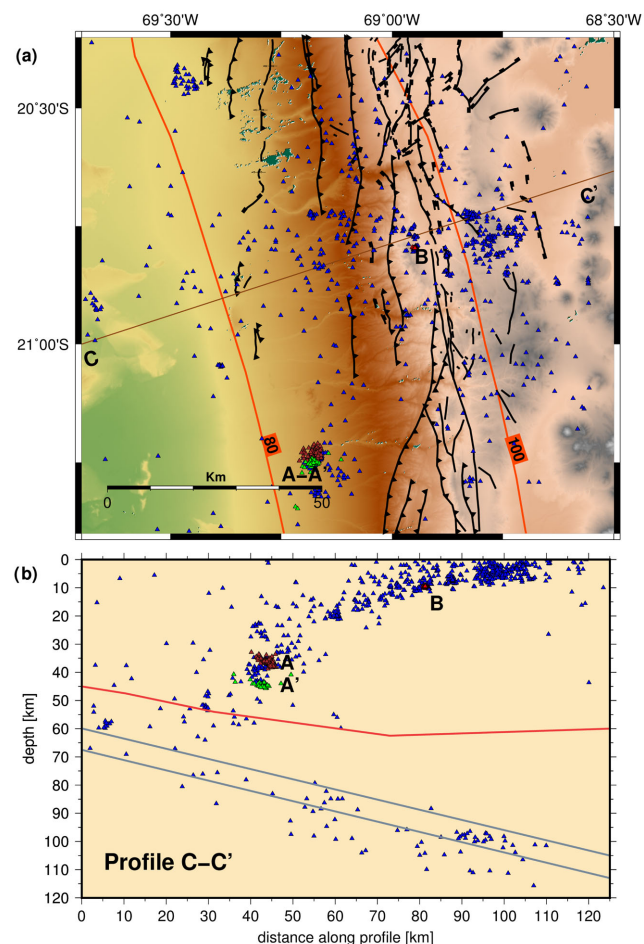 69˚30'W 69˚00'W 68˚30'W
(a)
20˚30'S
C'
B
21˚00'S
C
80
100
A–A
Km
0 50
(b)
0
10
20
30
40
50
60
70
80
90
100
110
120
depth [km]
B
A
A'
Profile C–C'
0 10 20 30 40 50 60 70 80 90 100 110 120
distance along profile [km]